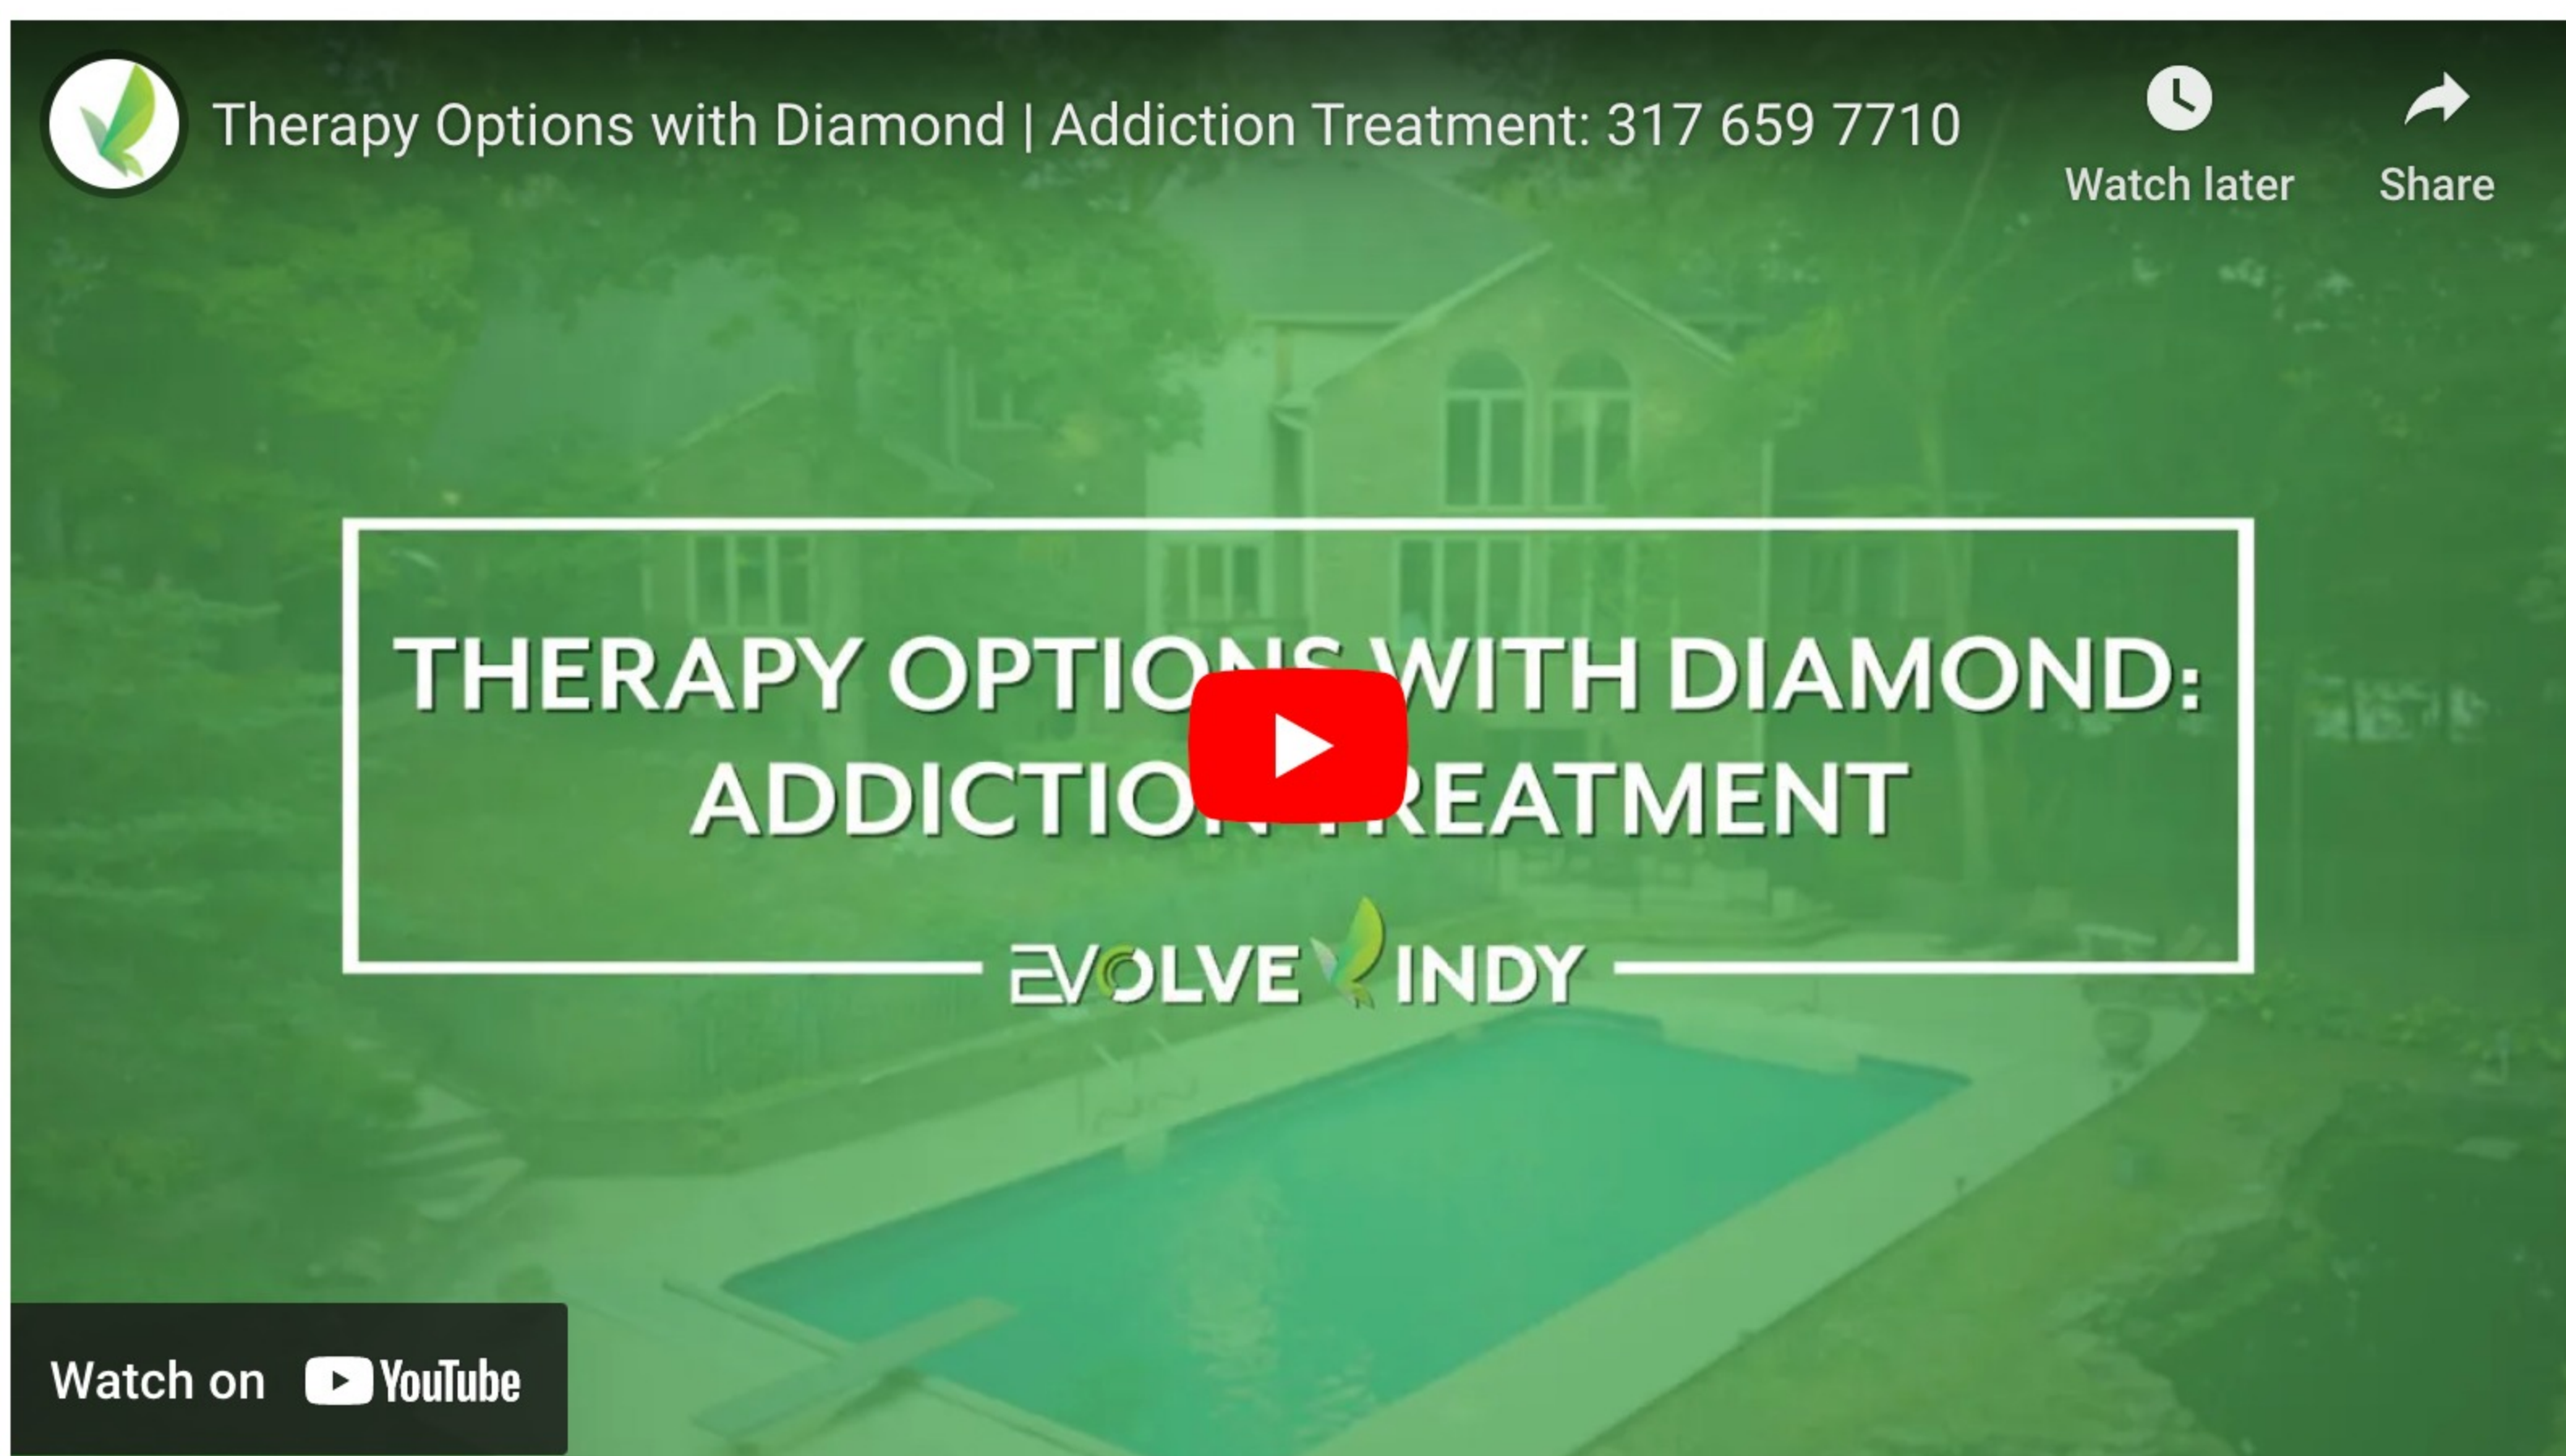 Therapy Options with Diamond | Addiction Treatment: 317 659 7710
Watch later
Share
THERAPY OPTIONS WITH DIAMOND:
ADDICTION TREATMENT
EVOLVE INDY
Watch on YouTube